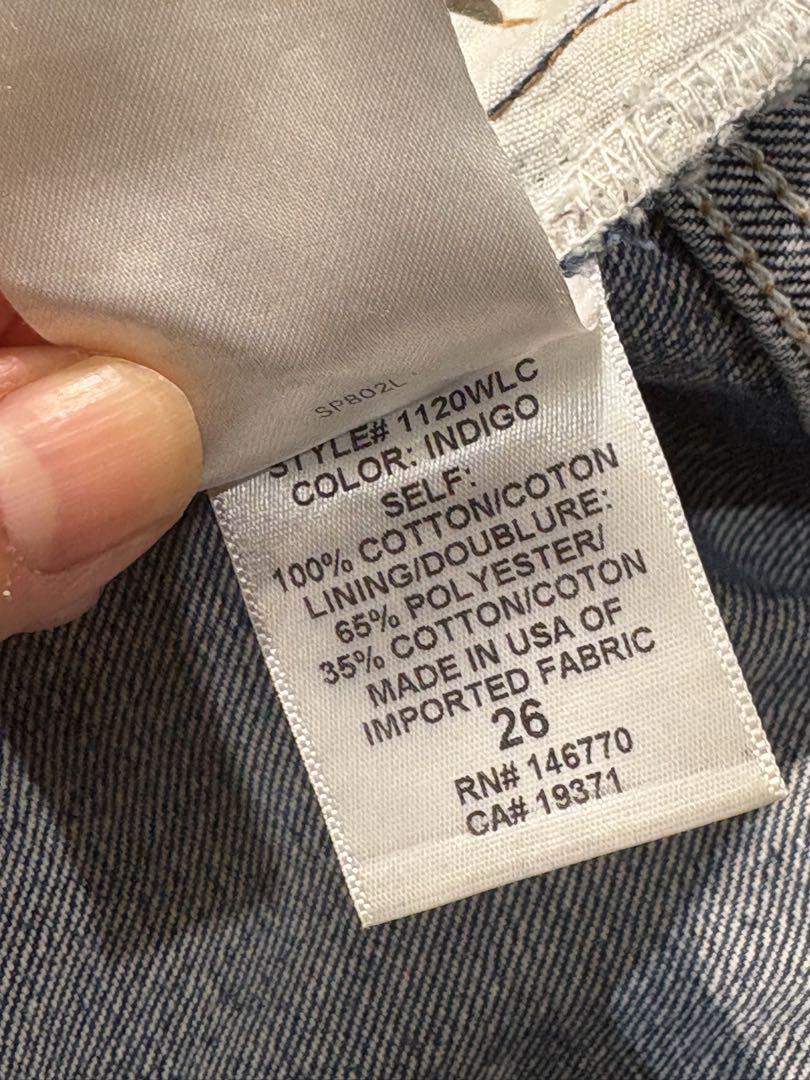 SP802L
STYLE# 1120WLC
COLOR: INDIGO
SELF:
100% COTTON/COTON
LINING/DOUBLURE:
65% POLYESTER/
35% COTTON/COTON
MADE IN USA OF
IMPORTED FABRIC
26
RN# 146770
CA# 19371